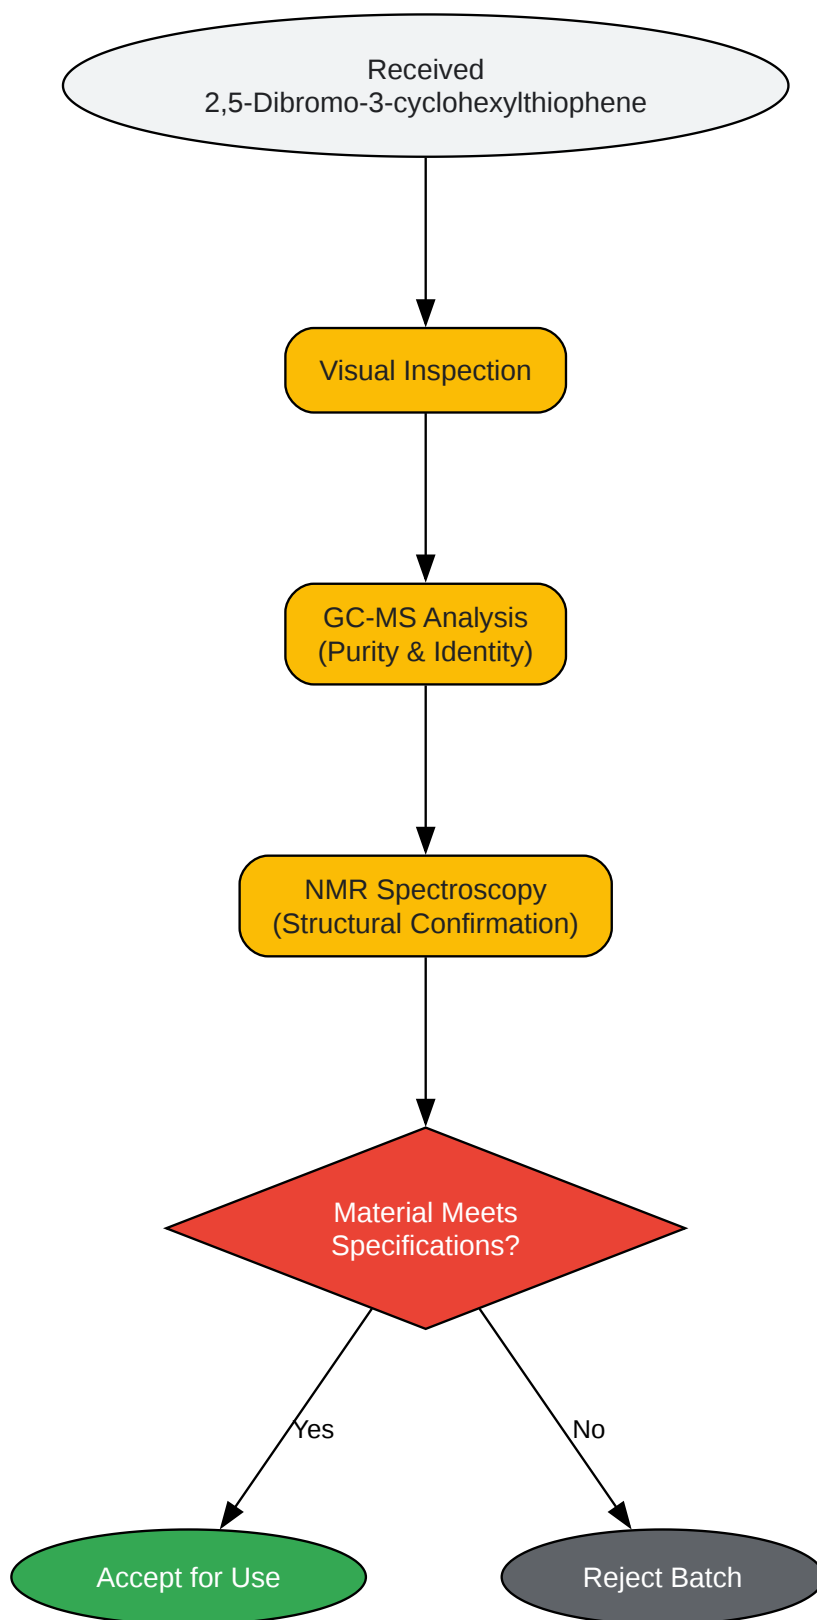 Received
2,5-Dibromo-3-cyclohexylthiophene
Visual Inspection
GC-MS Analysis
(Purity & Identity)
NMR Spectroscopy
(Structural Confirmation)
Material Meets
Specifications?
Yes
No
Accept for Use
Reject Batch